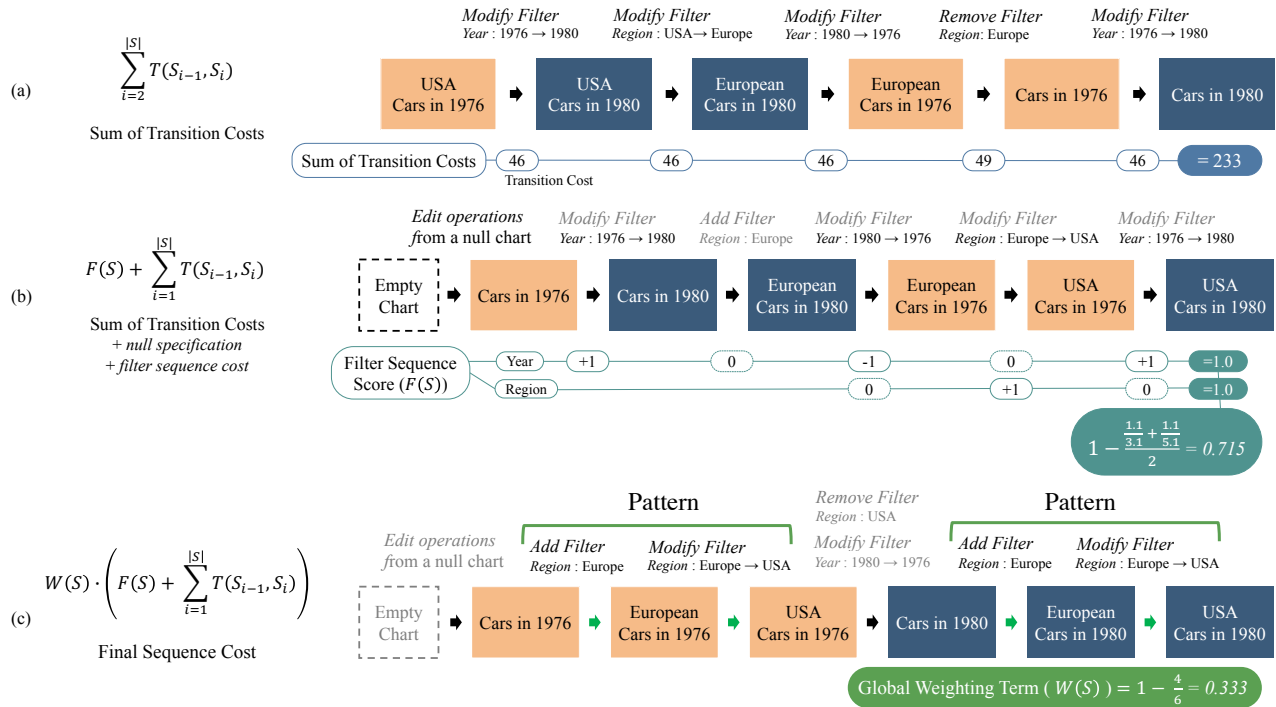 Modify Filter
Year : 1976 → 1980
Modify Filter
Region : USA → Europe
Modify Filter
Year : 1980 → 1976
Remove Filter
Region : Europe
Modify Filter
Year : 1976 → 1980
(a)
|S|
∑ T(S_{i−1}, S_i)
i=2
Sum of Transition Costs
USA
Cars in 1976
USA
Cars in 1980
European
Cars in 1980
European
Cars in 1976
Cars in 1976
Cars in 1980
Sum of Transition Costs
46
46
46
49
46
= 233
Transition Cost
Edit operations
from a null chart
Modify Filter
Year : 1976 → 1980
Add Filter
Region : Europe
Modify Filter
Year : 1980 → 1976
Modify Filter
Region : Europe → USA
Modify Filter
Year : 1976 → 1980
(b)
|S|
F(S) + ∑ T(S_{i−1}, S_i)
i=1
Sum of Transition Costs
+ null specification
+ filter sequence cost
Empty
Chart
Cars in 1976
Cars in 1980
European
Cars in 1980
European
Cars in 1976
USA
Cars in 1976
USA
Cars in 1980
Filter Sequence
Score (F(S))
Year
+1
0
-1
0
+1
=1.0
Region
0
+1
0
=1.0
1 − (1.1/3.1 + 1.1/5.1)/2 = 0.715
Pattern
Pattern
Edit operations
from a null chart
Add Filter
Region : Europe
Modify Filter
Region : Europe → USA
Remove Filter
Region : USA
Modify Filter
Year : 1980 → 1976
Add Filter
Region : Europe
Modify Filter
Region : Europe → USA
(c)
|S|
W(S) · (F(S) + ∑ T(S_{i−1}, S_i))
i=1
Final Sequence Cost
Empty
Chart
Cars in 1976
European
Cars in 1976
USA
Cars in 1976
Cars in 1980
European
Cars in 1980
USA
Cars in 1980
Global Weighting Term ( W(S) ) = 1 − 4/6 = 0.333